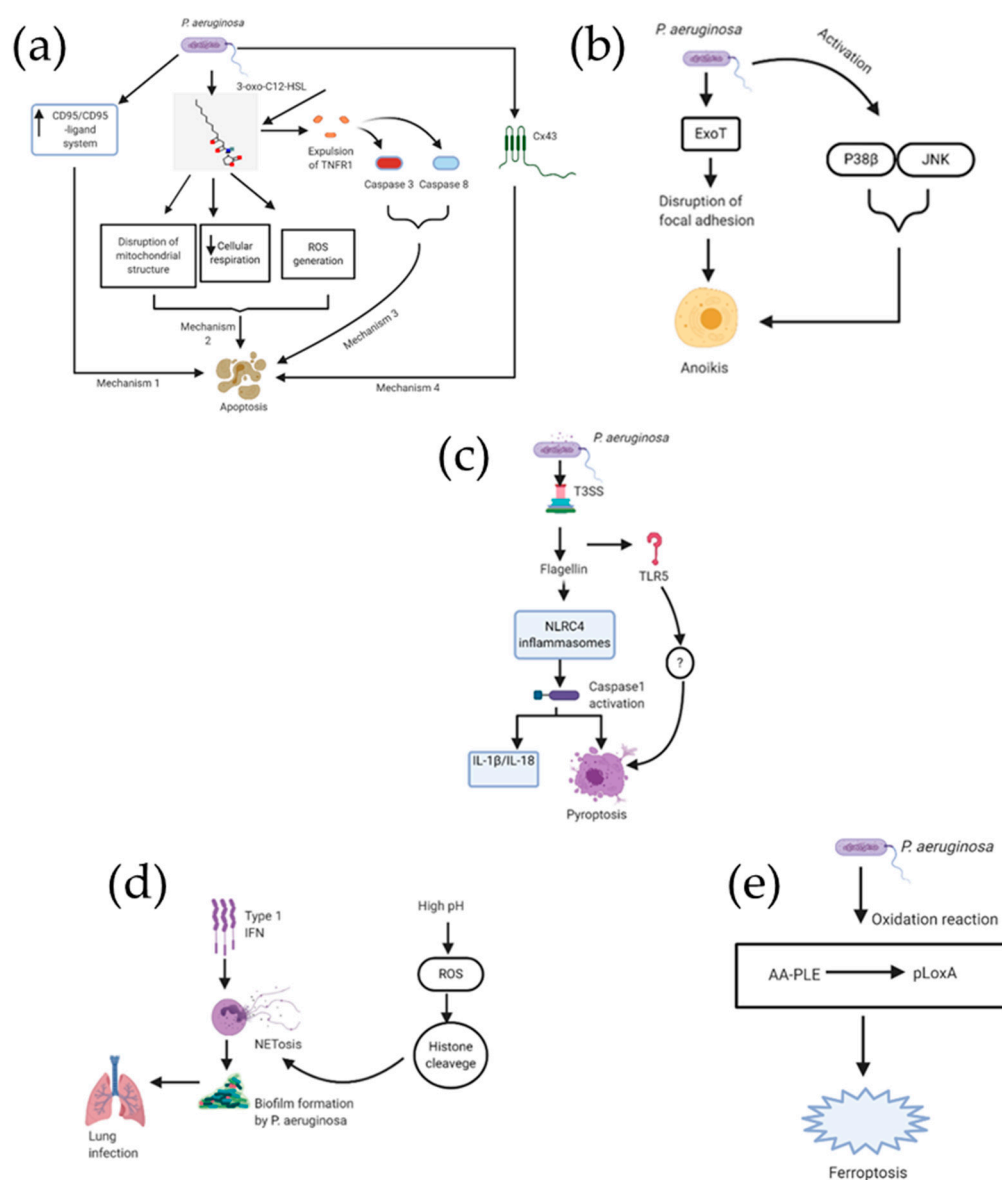 (a)
P. aeruginosa
3-oxo-C12-HSL
CD95/CD95
-ligand
system
Expulsion
of TNFR1
Cx43
Caspase 3
Caspase 8
Disruption of
mitochondrial
structure
Cellular
respiration
ROS
generation
Mechanism
2
Mechanism 3
Mechanism 1
Mechanism 4
Apoptosis
(b)
P. aeruginosa
Activation
ExoT
P38β
JNK
Disruption of
focal adhesion
Anoikis
(c)
P. aeruginosa
T3SS
Flagellin
TLR5
NLRC4
inflammasomes
?
Caspase1
activation
IL-1β/IL-18
Pyroptosis
(d)
Type 1
IFN
High pH
ROS
NETosis
Histone
cleavege
Biofilm formation
by P. aeruginosa
Lung
infection
(e)
P. aeruginosa
Oxidation reaction
AA-PLE
pLoxA
Ferroptosis